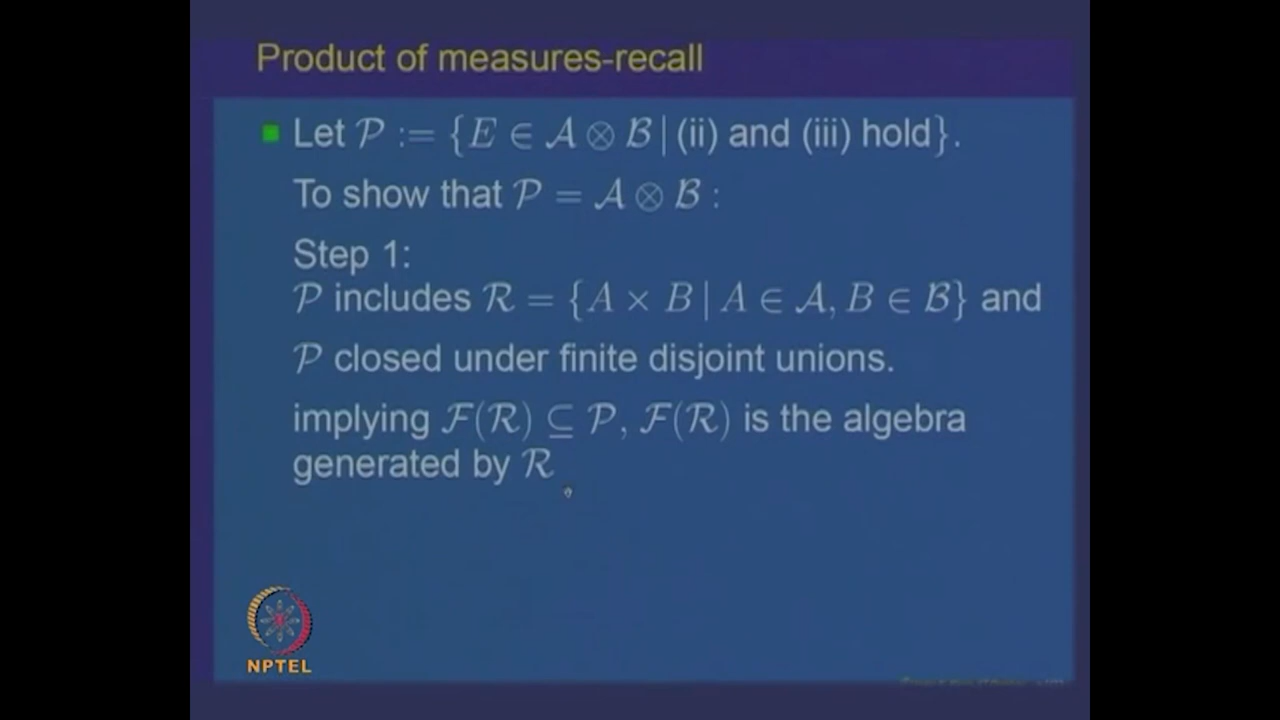 Product of measures-recall
Let 𝒫 := {E ∈ 𝒜 ⊗ ℬ | (ii) and (iii) hold}.
To show that 𝒫 = 𝒜 ⊗ ℬ :
Step 1:
𝒫 includes ℛ = {A × B | A ∈ 𝒜, B ∈ ℬ} and
𝒫 closed under finite disjoint unions.
implying ℱ(ℛ) ⊆ 𝒫, ℱ(ℛ) is the algebra
generated by ℛ
NPTEL